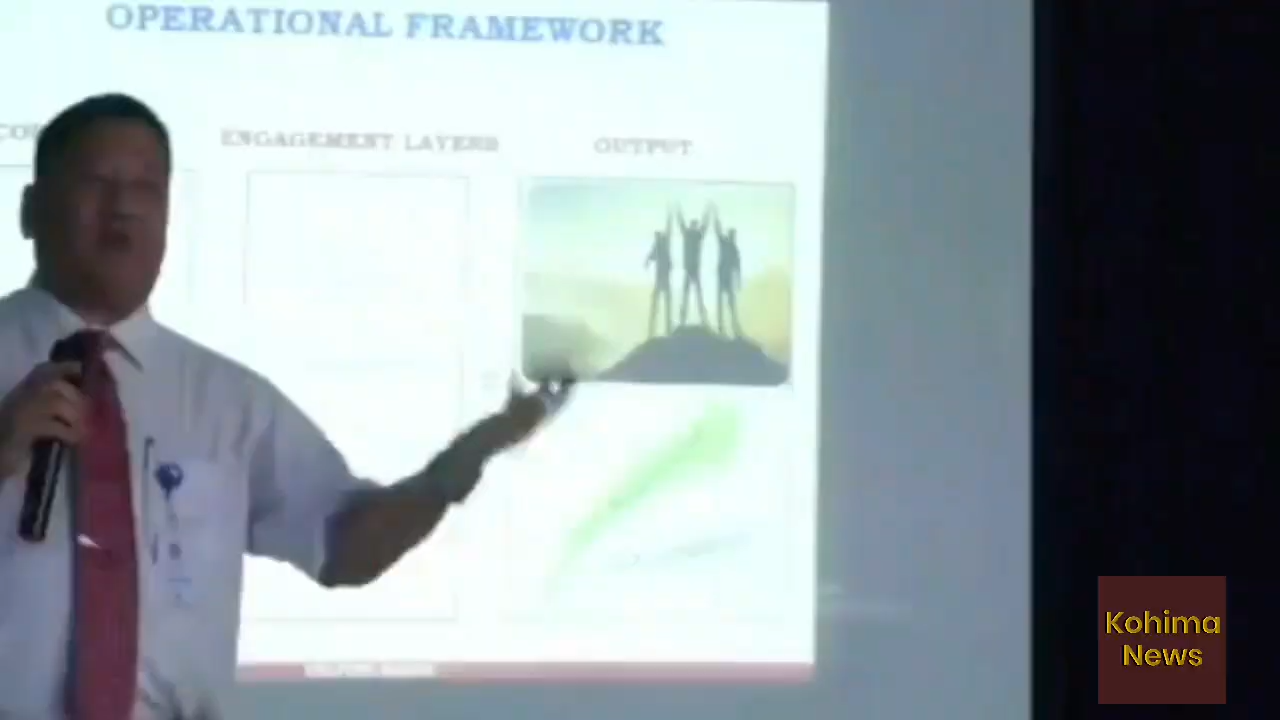 OPERATIONAL FRAMEWORK
ENGAGEMENT LAYERS
OUTPUT
Kohima
News